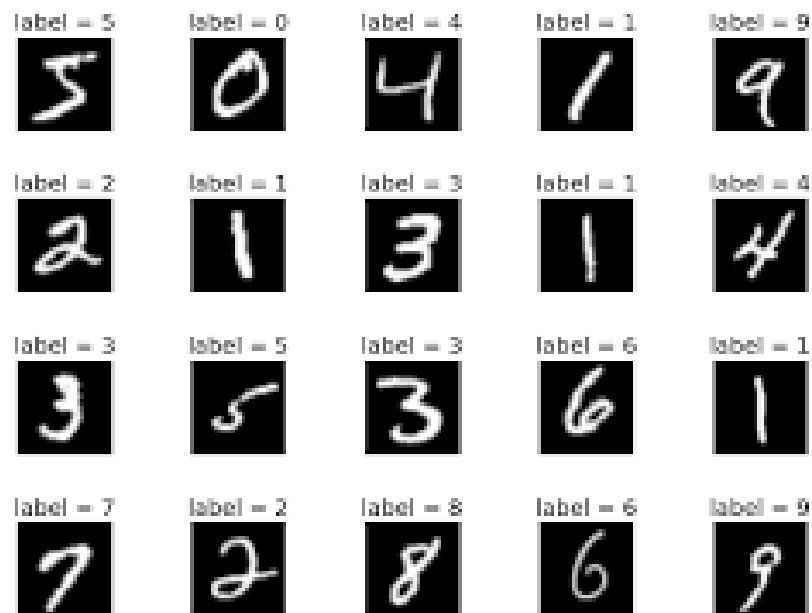 label = 5 label = 0 label = 4 label = 1 label = 9
5 0 4 1 9
label = 2 label = 1 label = 3 label = 1 label = 4
2 1 3 1 4
label = 3 label = 5 label = 3 label = 6 label = 1
3 5 3 6 1
label = 7 label = 2 label = 8 label = 6 label = 9
7 2 8 6 9